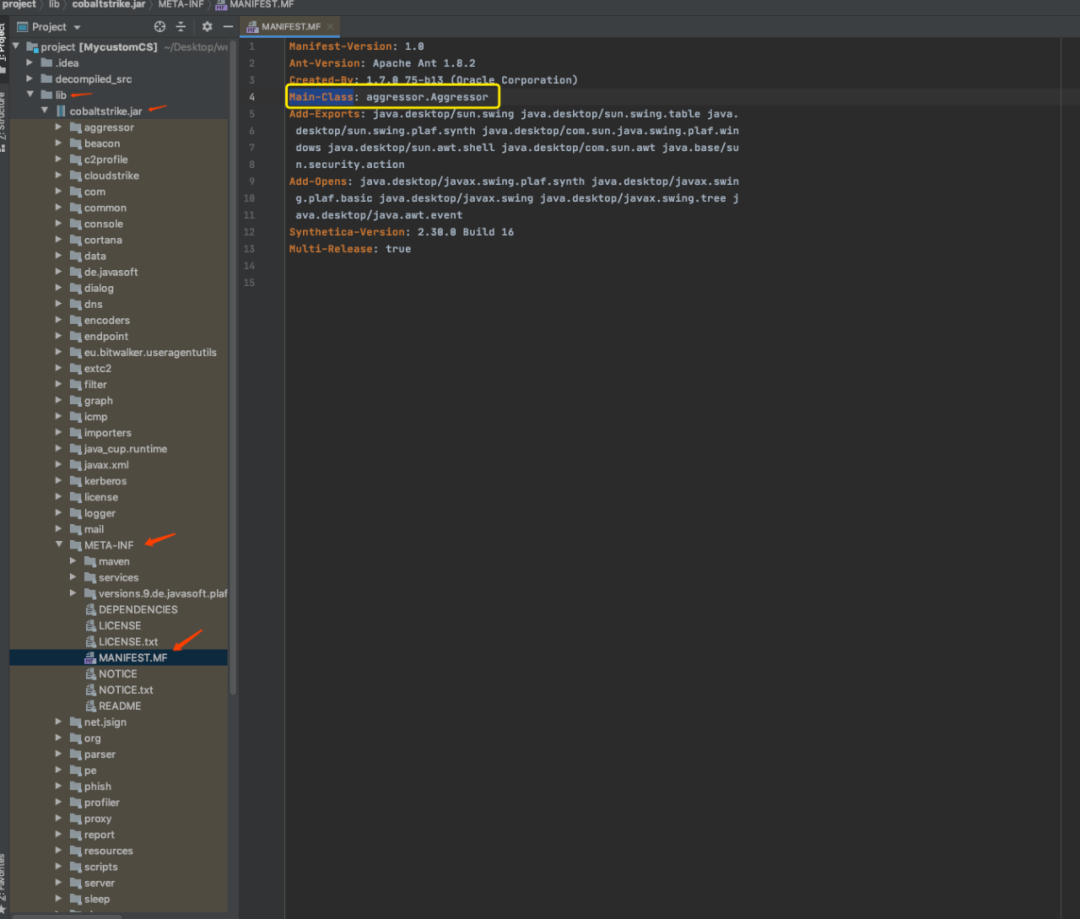 project lib cobaltstrike.jar META-INF MANIFEST.MF
Project
MANIFEST.MF
1: Project
Z: Structure
2: Favorites
project [MycustomCS] ~/Desktop/we
.idea
decompiled_src
lib
cobaltstrike.jar
aggressor
beacon
c2profile
cloudstrike
com
common
console
cortana
data
de.javasoft
dialog
dns
encoders
endpoint
eu.bitwalker.useragentutils
extc2
filter
graph
icmp
importers
java_cup.runtime
javax.xml
kerberos
license
logger
mail
META-INF
maven
services
versions.9.de.javasoft.plaf
DEPENDENCIES
LICENSE
LICENSE.txt
MANIFEST.MF
NOTICE
NOTICE.txt
README
net.jsign
org
parser
pe
phish
profiler
proxy
report
resources
scripts
server
sleep
1 Manifest-Version: 1.0
2 Ant-Version: Apache Ant 1.8.2
3 Created-By: 1.7.0_75-b13 (Oracle Corporation)
4 Main-Class: aggressor.Aggressor
5 Add-Exports: java.desktop/sun.swing java.desktop/sun.swing.table java.
6 desktop/sun.swing.plaf.synth java.desktop/com.sun.java.swing.plaf.win
7 dows java.desktop/sun.awt.shell java.desktop/com.sun.awt java.base/su
8 n.security.action
9 Add-Opens: java.desktop/javax.swing.plaf.synth java.desktop/javax.swin
10 g.plaf.basic java.desktop/javax.swing java.desktop/javax.swing.tree j
11 ava.desktop/java.awt.event
12 Synthetica-Version: 2.30.0 Build 16
13 Multi-Release: true
14
15